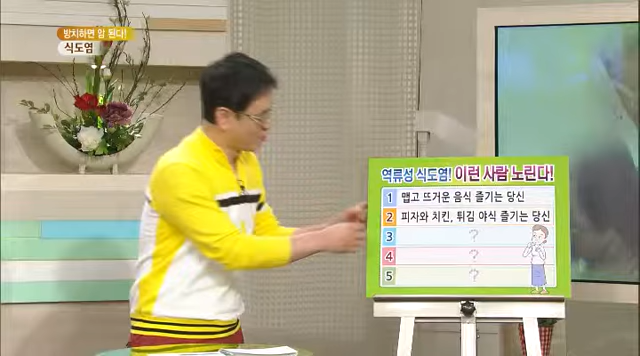 방치하면 암 된다!
식도염
역류성 식도염! 이런 사람 노린다!
1 맵고 뜨거운 음식 즐기는 당신
2 피자와 치킨, 튀김 야식 즐기는 당신
3 ?
4 ?
5 ?